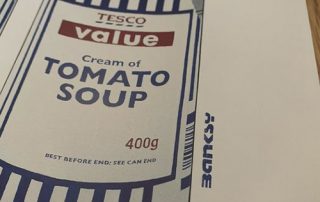 TESCO
value
Cream of
TOMATO
SOUP
400g
BEST BEFORE END: SEE CAN END
BANKSY